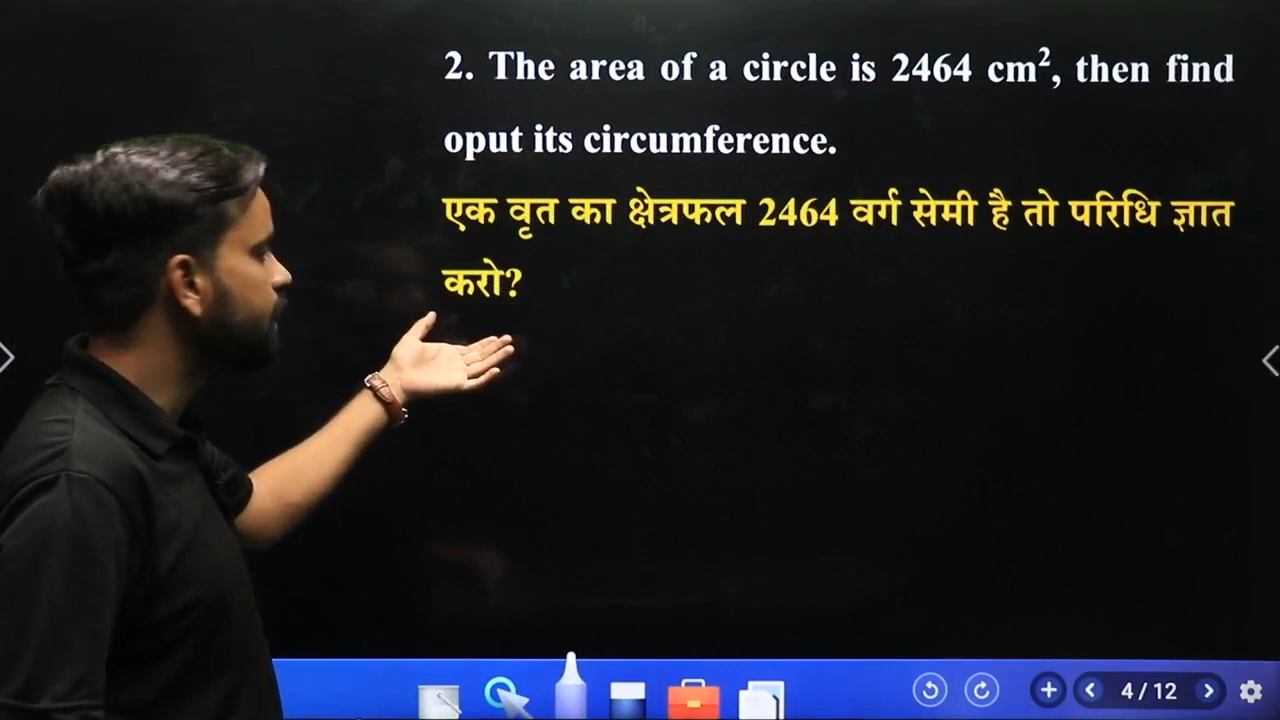 2. The area of a circle is 2464 cm², then find
oput its circumference.
एक वृत का क्षेत्रफल 2464 वर्ग सेमी है तो परिधि ज्ञात
करो?
4 / 12